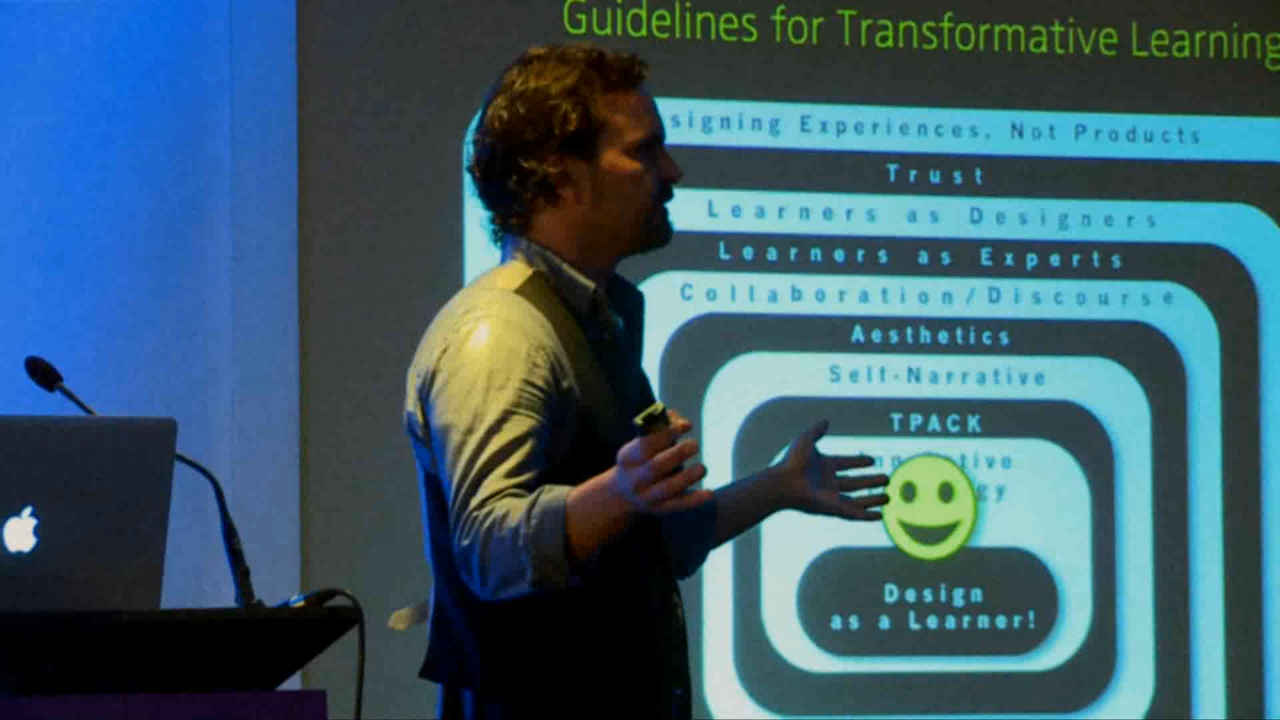 Guidelines for Transformative Learning
Experiences, Not Products
Trust
Learners as Designers
Learners as Experts
Collaboration/Discourse
Aesthetics
Self-Narrative
TPACK
Design
as a Learner!